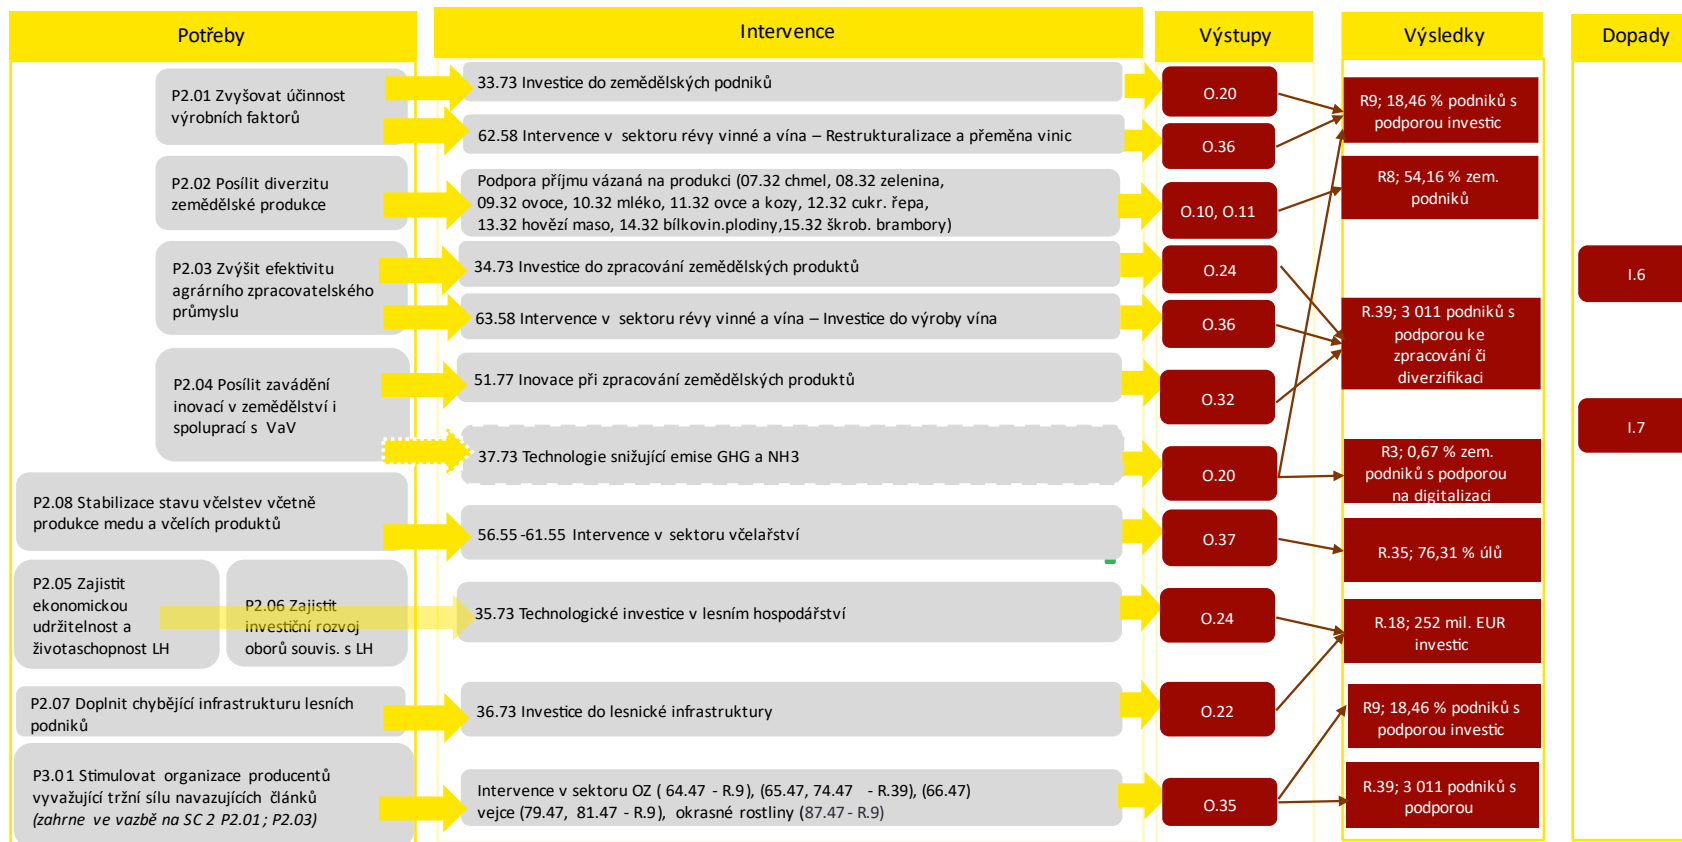 Potřeby
Intervence
Výstupy
Výsledky
Dopady
P2.01 Zvyšovat účinnost
výrobních faktorů
33.73 Investice do zemědělských podniků
O.20
R9; 18,46 % podniků s
podporou investic
62.58 Intervence v sektoru révy vinné a vína – Restrukturalizace a přeměna vinic
O.36
P2.02 Posílit diverzitu
zemědělské produkce
Podpora příjmu vázaná na produkci (07.32 chmel, 08.32 zelenina,
09.32 ovoce, 10.32 mléko, 11.32 ovce a kozy, 12.32 cukr. řepa,
13.32 hovězí maso, 14.32 bílkovin.plodiny,15.32 škrob. brambory)
O.10, O.11
R8; 54,16 % zem.
podniků
P2.03 Zvýšit efektivitu
agrárního zpracovatelského
průmyslu
34.73 Investice do zpracování zemědělských produktů
O.24
I.6
63.58 Intervence v sektoru révy vinné a vína – Investice do výroby vína
O.36
R.39; 3 011 podniků s
podporou ke
zpracování či
diverzifikaci
P2.04 Posílit zavádění
inovací v zemědělství i
spoluprací s VaV
51.77 Inovace při zpracování zemědělských produktů
O.32
I.7
37.73 Technologie snižující emise GHG a NH3
O.20
R3; 0,67 % zem.
podniků s podporou
na digitalizaci
P2.08 Stabilizace stavu včelstev včetně
produkce medu a včelích produktů
56.55 -61.55 Intervence v sektoru včelařství
O.37
R.35; 76,31 % úlů
P2.05 Zajistit
ekonomickou
udržitelnost a
životaschopnost LH
P2.06 Zajistit
investiční rozvoj
oborů souvis. s LH
35.73 Technologické investice v lesním hospodářství
O.24
R.18; 252 mil. EUR
investic
P2.07 Doplnit chybějící infrastrukturu lesních
podniků
36.73 Investice do lesnické infrastruktury
O.22
R9; 18,46 % podniků s
podporou investic
P3.01 Stimulovat organizace producentů
vyvažující tržní sílu navazujících článků
(zahrne ve vazbě na SC 2 P2.01; P2.03)
Intervence v sektoru OZ ( 64.47 - R.9), (65.47, 74.47 - R.39), (66.47)
vejce (79.47, 81.47 - R.9), okrasné rostliny (87.47 - R.9)
O.35
R.39; 3 011 podniků s
podporou